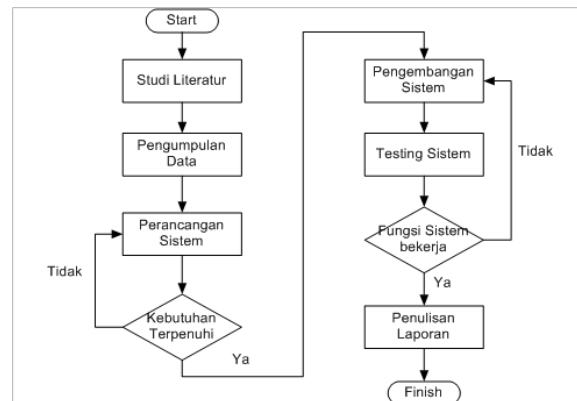 Start
Studi Literatur
Pengumpulan
Data
Perancangan
Sistem
Tidak
Kebutuhan
Terpenuhi
Ya
Pengembangan
Sistem
Testing Sistem
Tidak
Fungsi Sistem
bekerja
Ya
Penulisan
Laporan
Finish